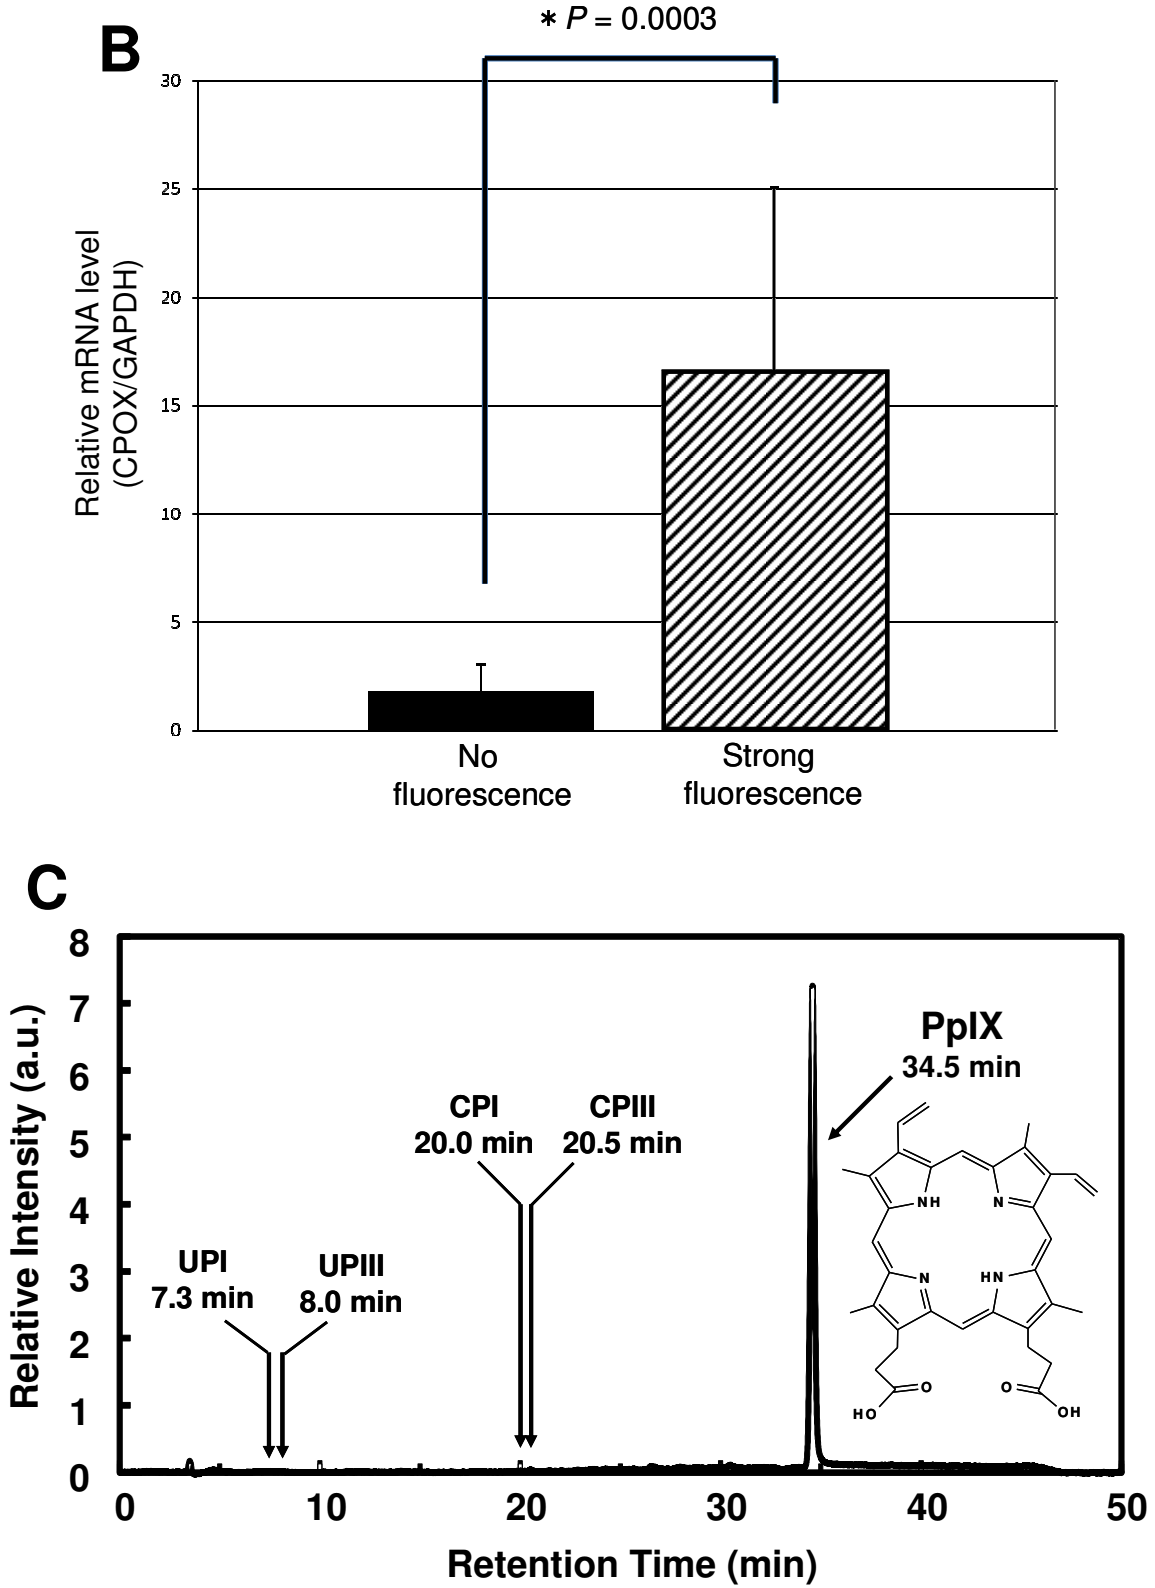 B
* P = 0.0003
30
25
20
15
10
5
0
Relative mRNA level
(CPOX/GAPDH)
No
fluorescence
Strong
fluorescence
C
8
7
6
5
4
3
2
1
0
Relative Intensity (a.u.)
UPI
7.3 min
UPIII
8.0 min
CPI
20.0 min
CPIII
20.5 min
PpIX
34.5 min
NH
N
N
HN
O
HO
O
OH
0 10 20 30 40 50
Retention Time (min)